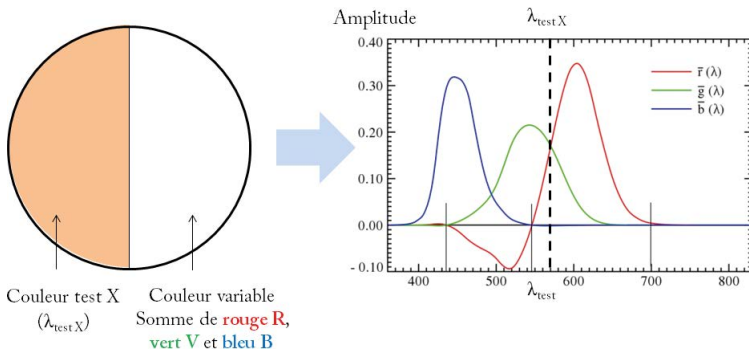 Couleur test X
(λtest X)
Couleur variable
Somme de rouge R,
vert V et bleu B
Amplitude
λtest X
0.40
0.30
0.20
0.10
0.00
-0.10
r̄ (λ)
ḡ (λ)
b̄ (λ)
400
500
600
700
800
λtest